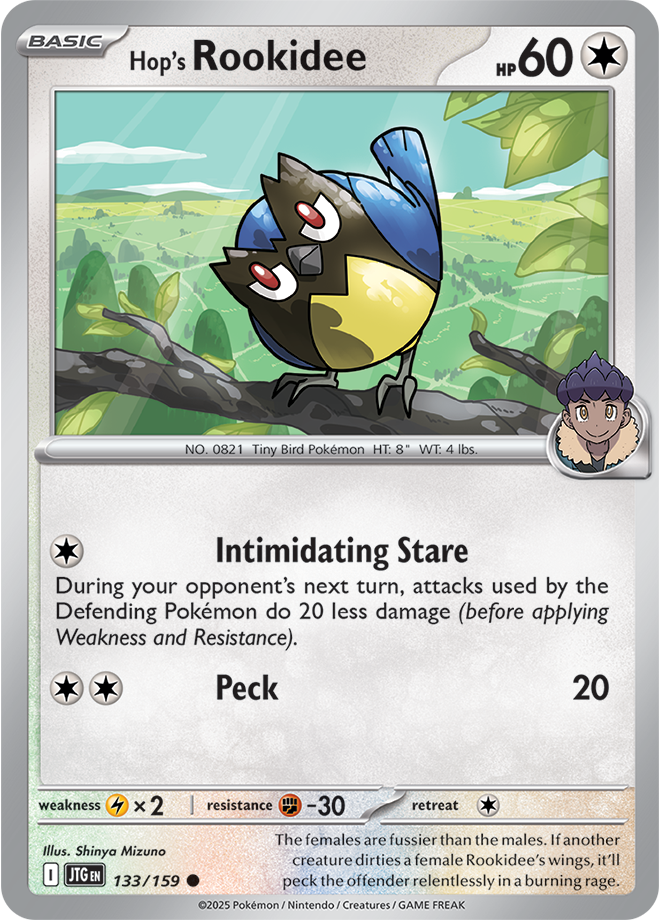 BASIC
Hop's Rookidee
HP 60
NO. 0821 Tiny Bird Pokémon HT: 8" WT: 4 lbs.
Intimidating Stare
During your opponent's next turn, attacks used by the
Defending Pokémon do 20 less damage (before applying
Weakness and Resistance).
Peck 20
weakness ×2 resistance -30 retreat
Illus. Shinya Mizuno
I JTG EN 133/159
The females are fussier than the males. If another
creature dirties a female Rookidee's wings, it'll
peck the offender relentlessly in a burning rage.
©2025 Pokémon / Nintendo / Creatures / GAME FREAK